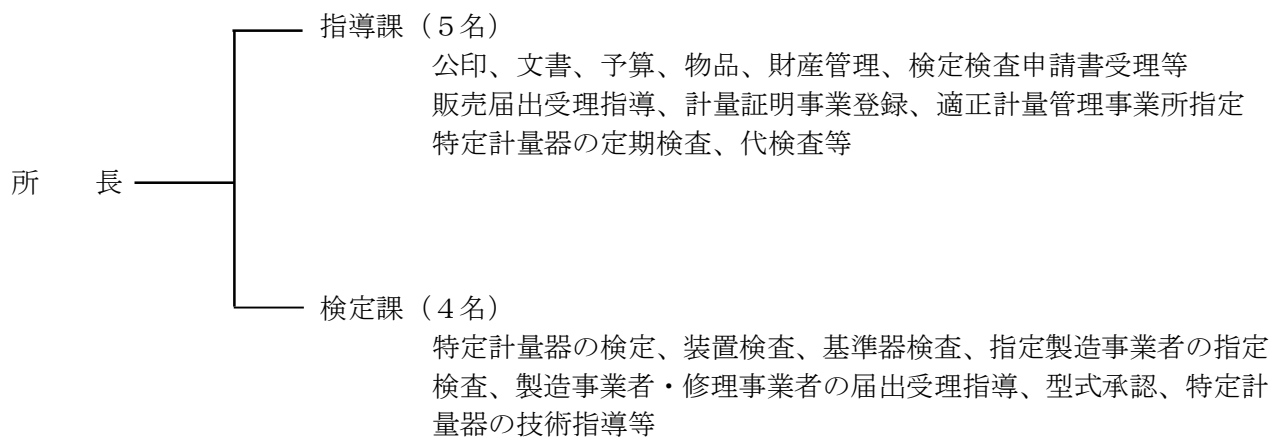 指導課（５名）
公印、文書、予算、物品、財産管理、検定検査申請書受理等
販売届出受理指導、計量証明事業登録、適正計量管理事業所指定
特定計量器の定期検査、代検査等
所　　長
検定課（４名）
特定計量器の検定、装置検査、基準器検査、指定製造事業者の指定
検査、製造事業者・修理事業者の届出受理指導、型式承認、特定計
量器の技術指導等